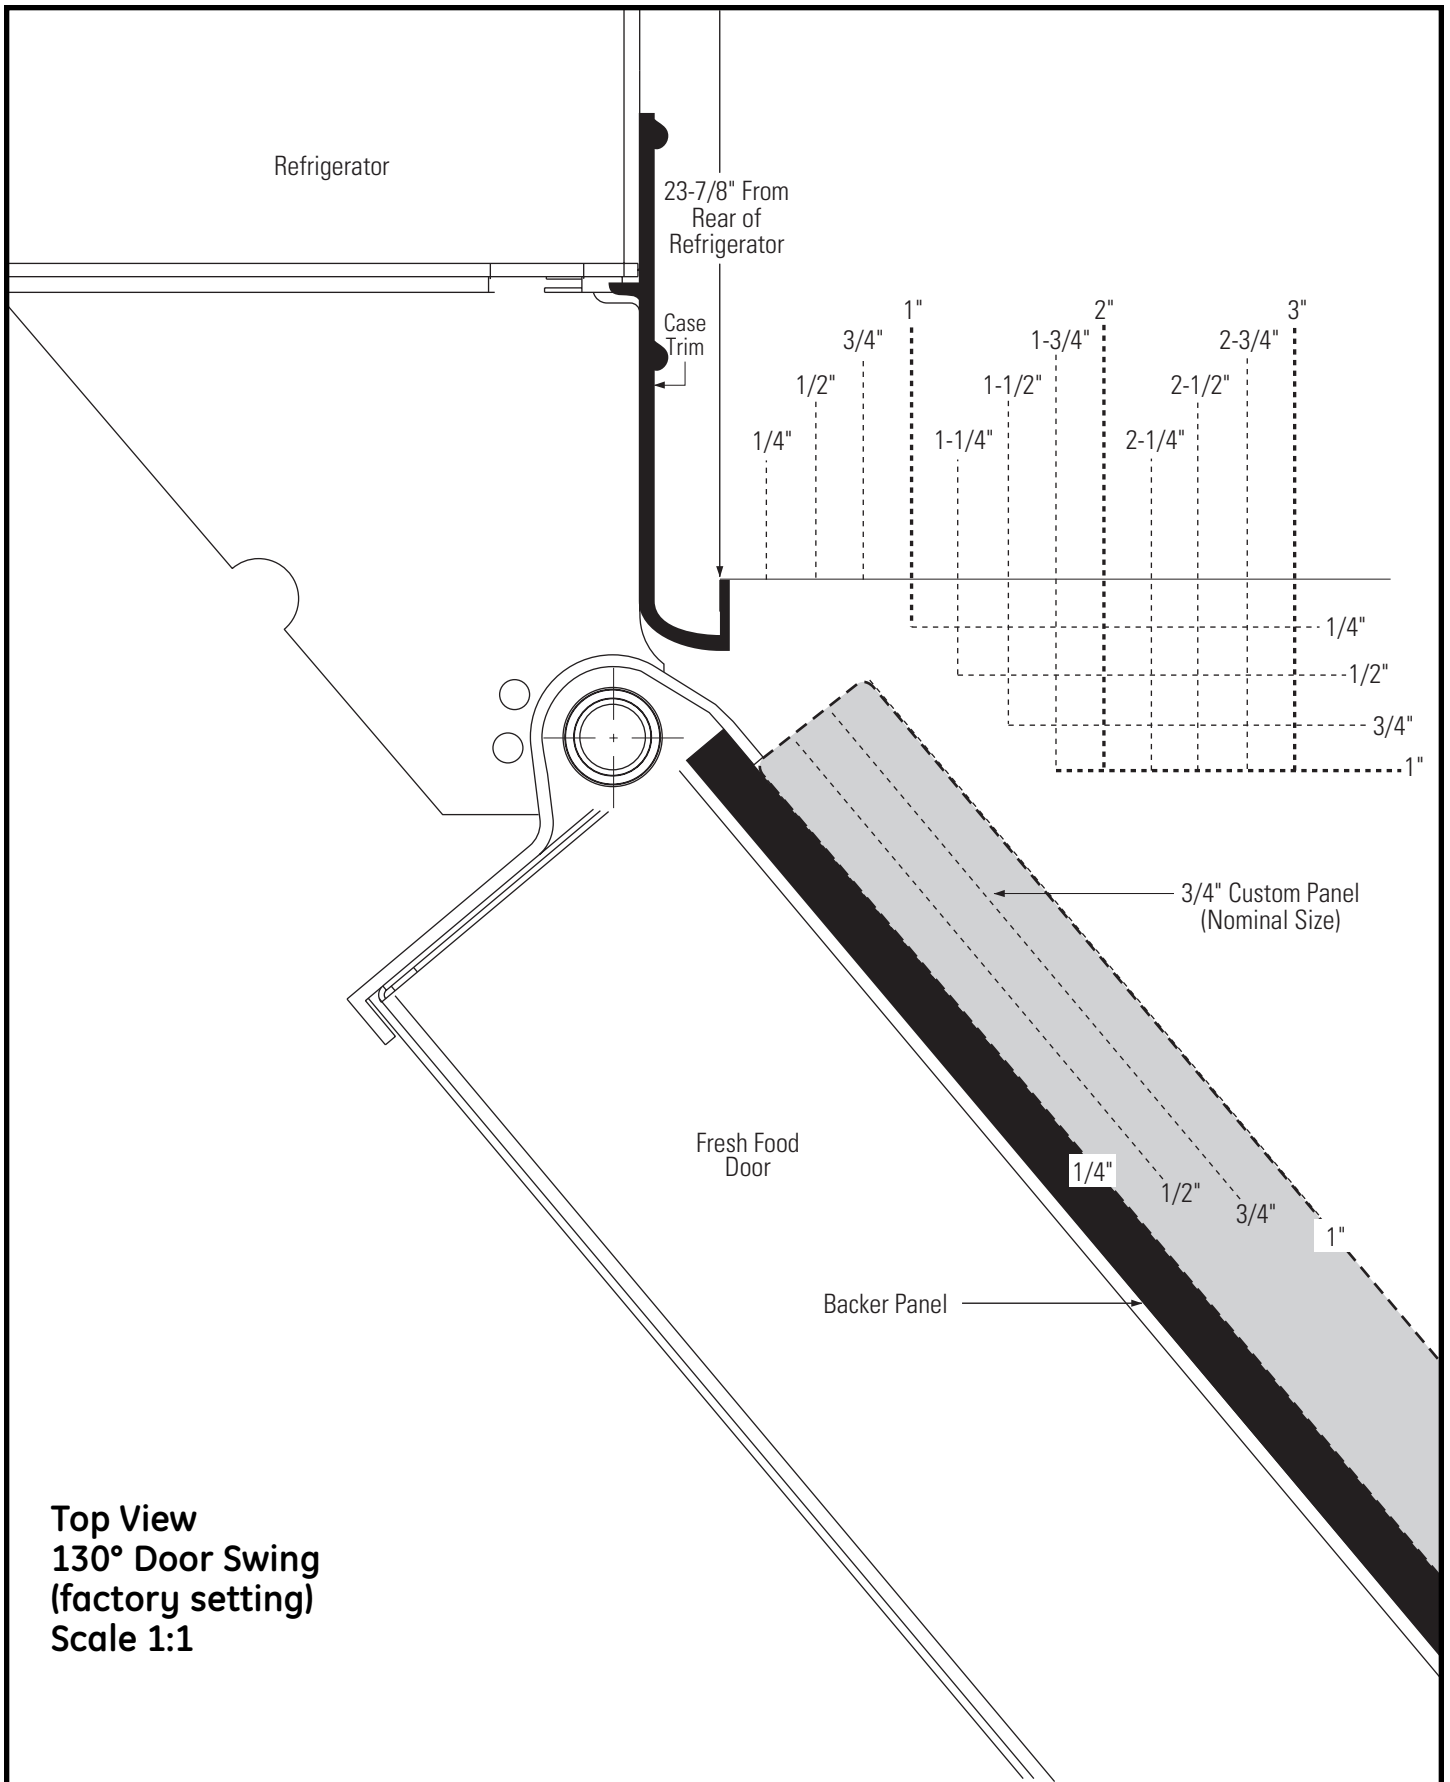 Refrigerator
23-7/8" From
Rear of
Refrigerator
Case
Trim
1"
2"
3"
3/4"
1-3/4"
2-3/4"
1/2"
1-1/2"
2-1/2"
1/4"
1-1/4"
2-1/4"
1/4"
1/2"
3/4"
1"
3/4" Custom Panel
(Nominal Size)
Fresh Food
Door
1/4"
1/2"
3/4"
1"
Backer Panel
Top View
130° Door Swing
(factory setting)
Scale 1:1